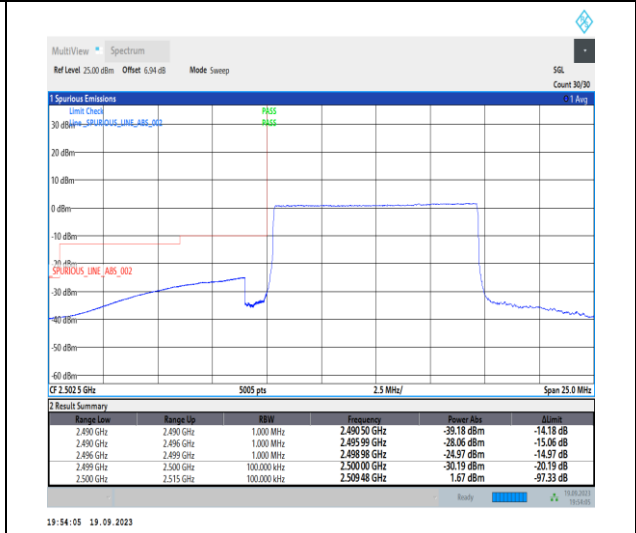 MultiView Spectrum
Ref Level 25.00 dBm Offset 6.94 dB Mode Sweep SGL
Count 30/30
1 Spurious Emissions 1 Avg
Limit Check PASS
30 dBm Line _SPURIOUS_LINE_ABS_002 PASS
20 dBm
10 dBm
0 dBm
-10 dBm
-20 dBm
SPURIOUS_LINE_ABS_002
-30 dBm
-40 dBm
-50 dBm
-60 dBm
CF 2.5025 GHz 5005 pts 2.5 MHz/ Span 25.0 MHz
2 Result Summary
Range Low Range Up RBW Frequency Power Abs ΔLimit
2.490 GHz 2.490 GHz 1.000 MHz 2.490 50 GHz -39.18 dBm -14.18 dB
2.490 GHz 2.496 GHz 1.000 MHz 2.495 99 GHz -28.06 dBm -15.06 dB
2.496 GHz 2.499 GHz 1.000 MHz 2.498 98 GHz -24.97 dBm -14.97 dB
2.499 GHz 2.500 GHz 100.000 kHz 2.500 00 GHz -30.19 dBm -20.19 dB
2.500 GHz 2.515 GHz 100.000 kHz 2.509 48 GHz 1.67 dBm -97.33 dB
Ready 19.09.2023
19:54:05
19:54:05 19.09.2023